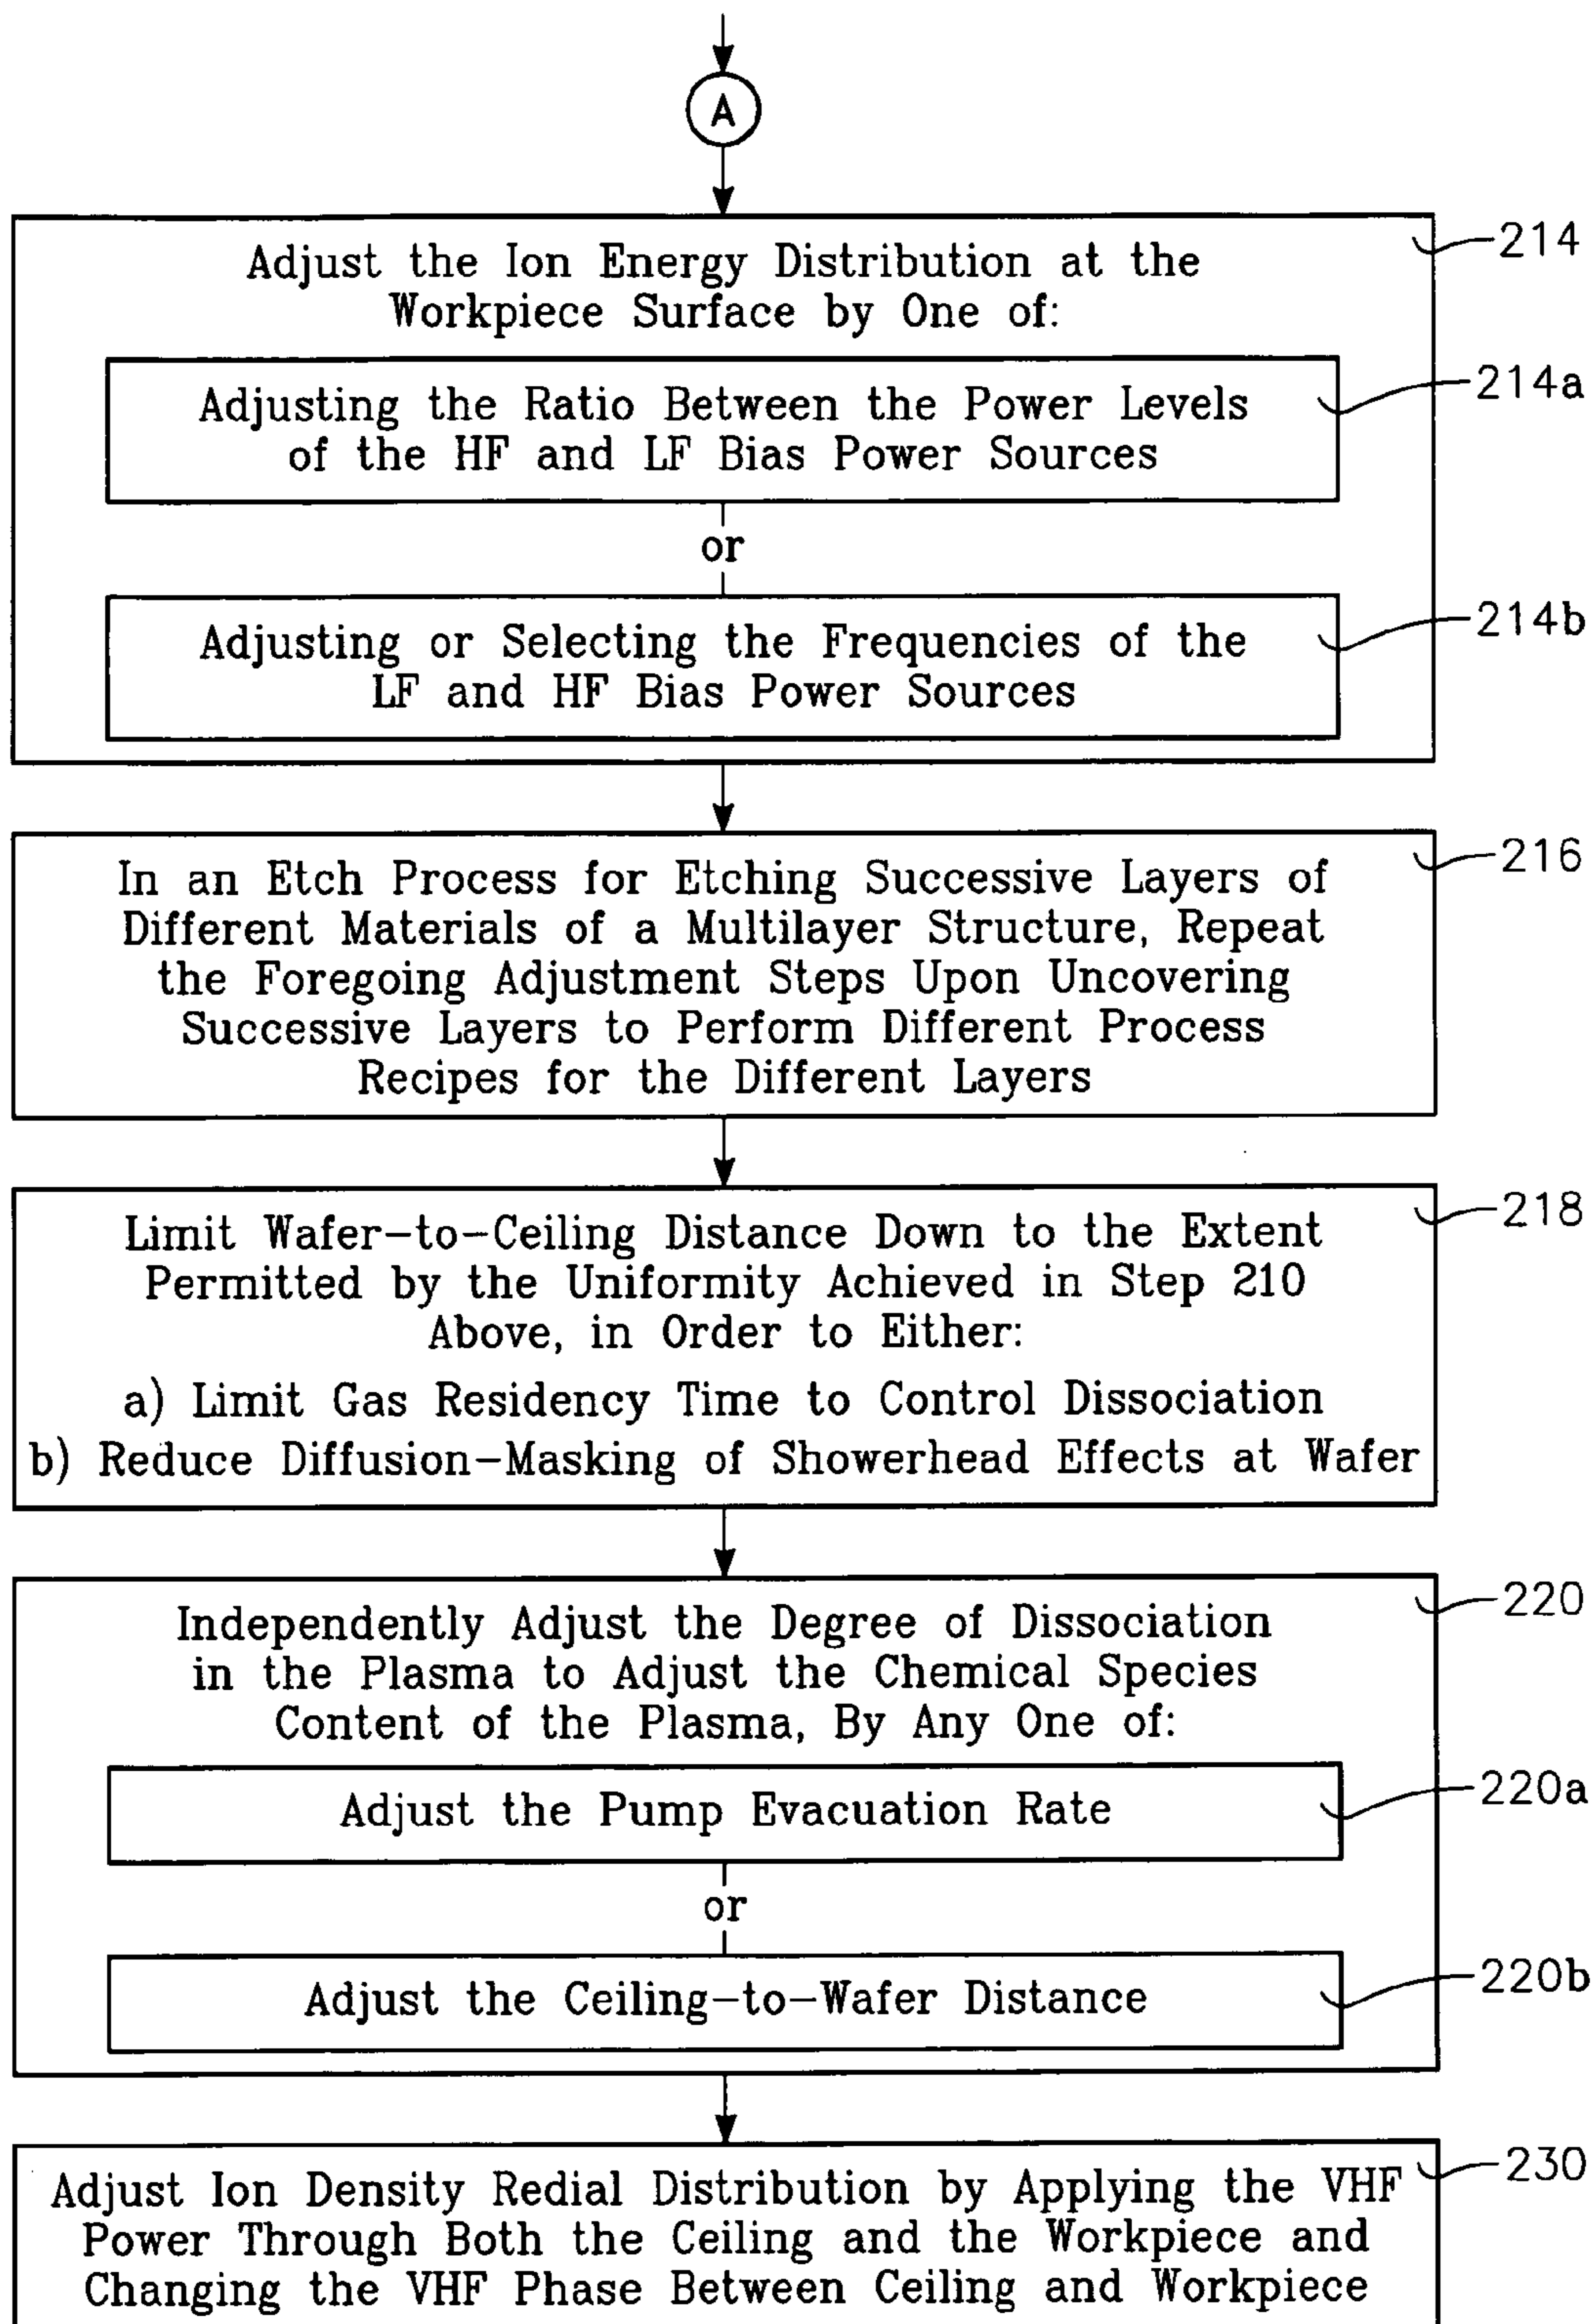 A
214
Adjust the Ion Energy Distribution at the
Workpiece Surface by One of:
214a
Adjusting the Ratio Between the Power Levels
of the HF and LF Bias Power Sources
or
214b
Adjusting or Selecting the Frequencies of the
LF and HF Bias Power Sources
216
In an Etch Process for Etching Successive Layers of
Different Materials of a Multilayer Structure, Repeat
the Foregoing Adjustment Steps Upon Uncovering
Successive Layers to Perform Different Process
Recipes for the Different Layers
218
Limit Wafer-to-Ceiling Distance Down to the Extent
Permitted by the Uniformity Achieved in Step 210
Above, in Order to Either:
a) Limit Gas Residency Time to Control Dissociation
b) Reduce Diffusion-Masking of Showerhead Effects at Wafer
220
Independently Adjust the Degree of Dissociation
in the Plasma to Adjust the Chemical Species
Content of the Plasma, By Any One of:
220a
Adjust the Pump Evacuation Rate
or
220b
Adjust the Ceiling-to-Wafer Distance
230
Adjust Ion Density Redial Distribution by Applying the VHF
Power Through Both the Ceiling and the Workpiece and
Changing the VHF Phase Between Ceiling and Workpiece